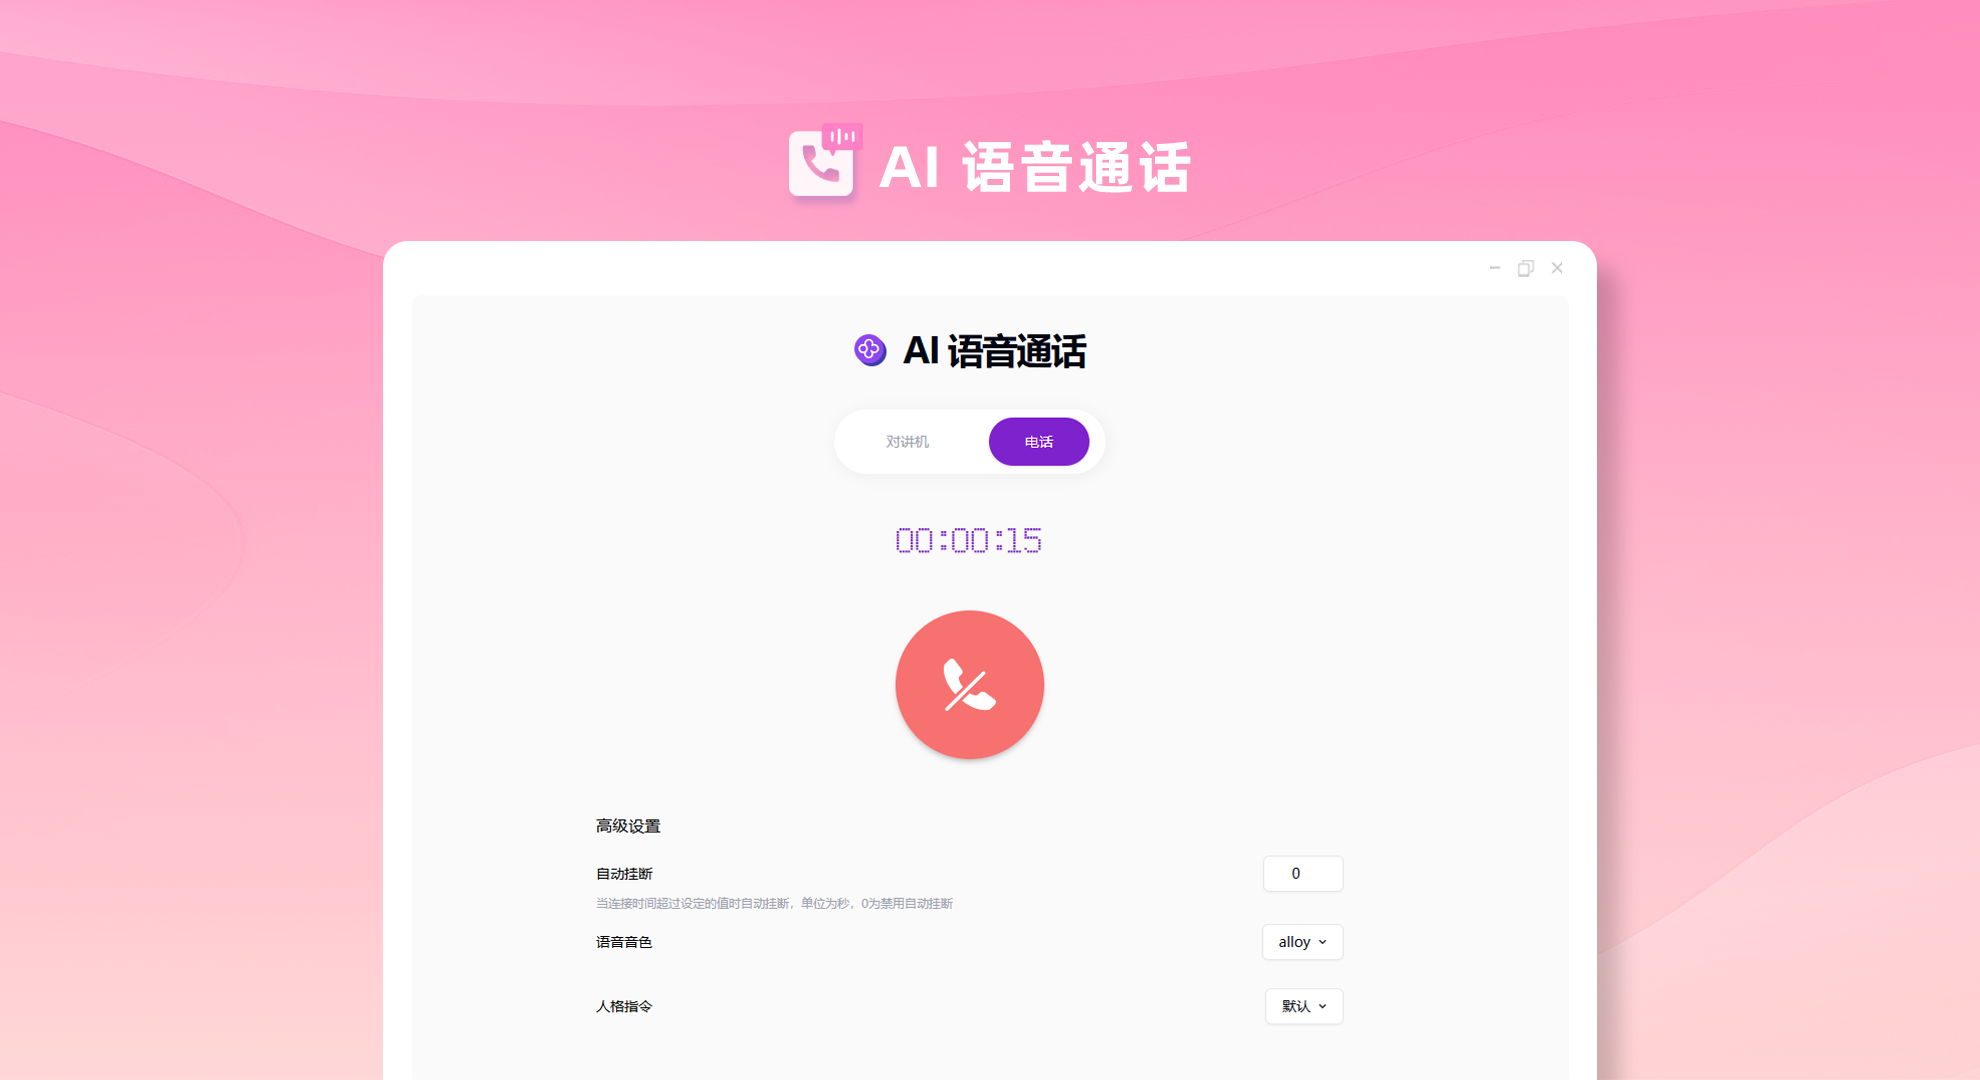 AI 语音通话
AI 语音通话
对讲机
电话
00:00:15
高级设置
自动挂断
0
当连接时间超过设定的值时自动挂断，单位为秒，0为禁用自动挂断
语音音色
alloy
人格指令
默认